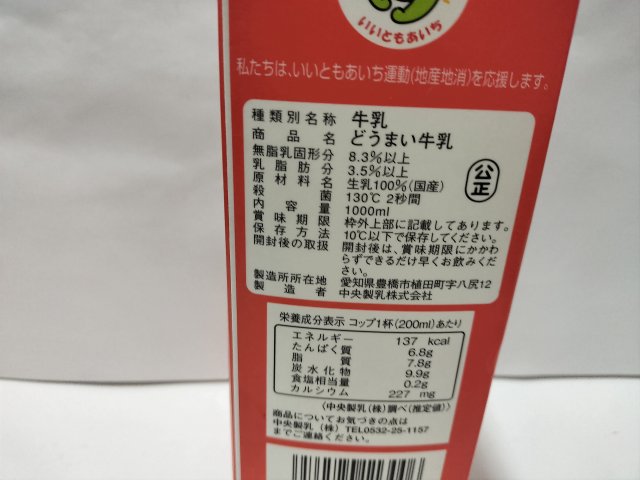 いいともあいち
私たちは、いいともあいち運動(地産地消)を応援します。
種類別名称 牛乳
商品名 どうまい牛乳
無脂乳固形分 8.3%以上
乳脂肪分 3.5%以上
原材料名 生乳100%(国産)
殺菌 130℃ 2秒間
内容量 1000ml
賞味期限 枠外上部に記載してあります。
保存方法 10℃以下で保存してください。
開封後の取扱 開封後は、賞味期限にかかわ
らずできるだけ早くお飲みくだ
さい。
製造所所在地 愛知県豊橋市植田町字八尻12
製造者 中央製乳株式会社
公正
栄養成分表示 コップ1杯(200ml)あたり
エネルギー 137 kcal
たんぱく質 6.8g
脂質 7.8g
炭水化物 9.9g
食塩相当量 0.2g
カルシウム 227 mg
〈中央製乳(株)調べ(推定値)〉
商品についてお気づきの点は
中央製乳(株)TEL0532-25-1157
までご連絡ください。